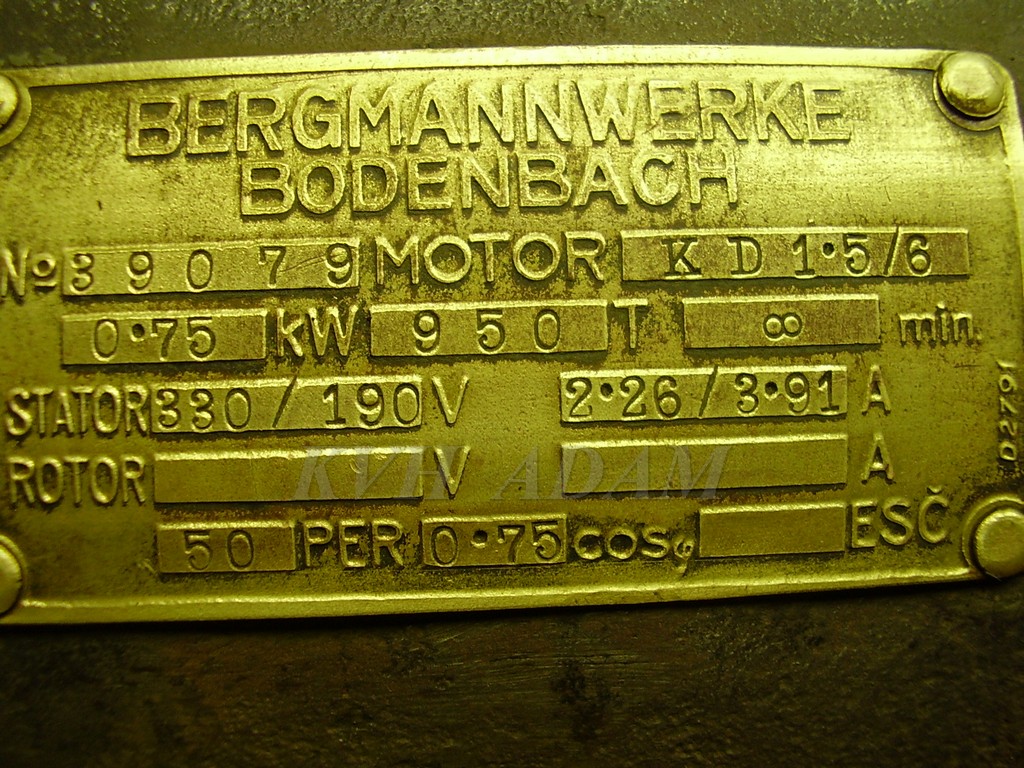 BERGMANNWERKE
BODENBACH
No 39079 MOTOR KD 1·5/6
0·75 kW 950 T ∞ min.
STATOR 330/190 V 2·26/3·91 A
ROTOR V A
50 PER 0·75 cosφ ESČ
D.2791
KVH ADAM